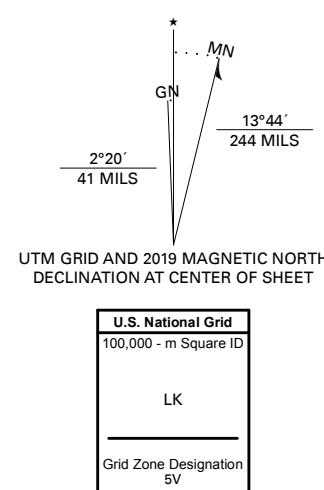 ★
MN
GN
13°44´
244 MILS
2°20´
41 MILS
UTM GRID AND 2019 MAGNETIC NORTH
DECLINATION AT CENTER OF SHEET
U.S. National Grid
100,000 - m Square ID
LK
Grid Zone Designation
5V